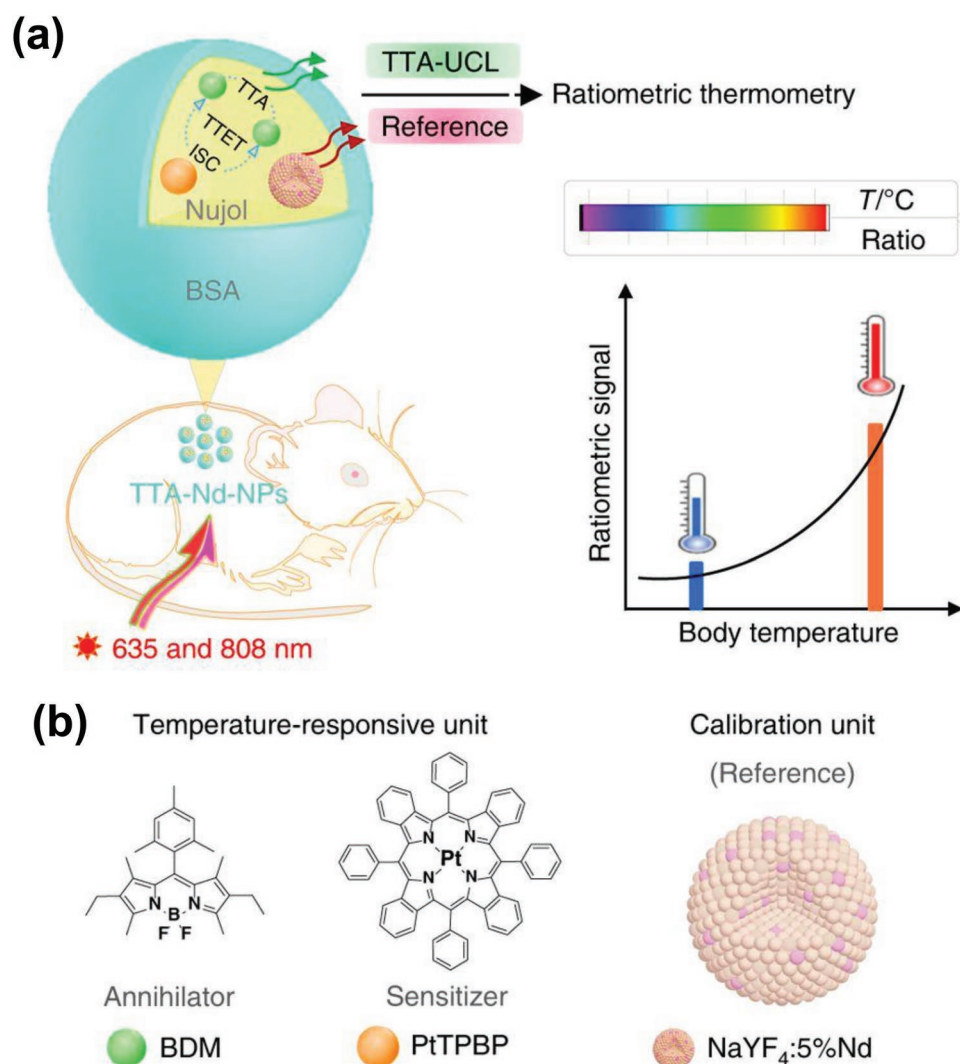 (a)
TTA-UCL
Reference
Ratiometric thermometry
TTA
TTET
ISC
Nujol
BSA
T/°C
Ratio
TTA-Nd-NPs
635 and 808 nm
Ratiometric signal
Body temperature
(b)
Temperature-responsive unit
Calibration unit
(Reference)
N
N
B
F
F
N
N
Pt
N
N
Annihilator
Sensitizer
BDM
PtTPBP
NaYF₄:5%Nd